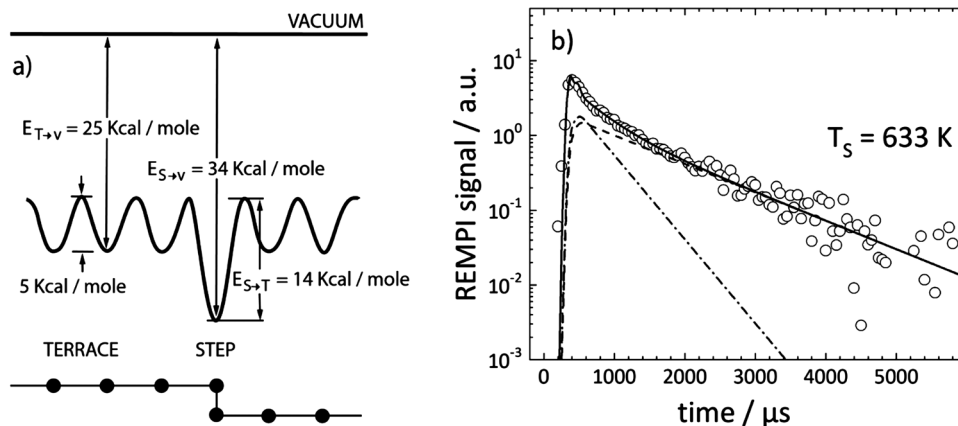 VACUUM
a)
E_T→v = 25 Kcal / mole
E_S→v = 34 Kcal / mole
E_S→T = 14 Kcal / mole
5 Kcal / mole
TERRACE
STEP
b)
T_S = 633 K
REMPI signal / a.u.
10^1
10^0
10^-1
10^-2
10^-3
0 1000 2000 3000 4000 5000
time / μs